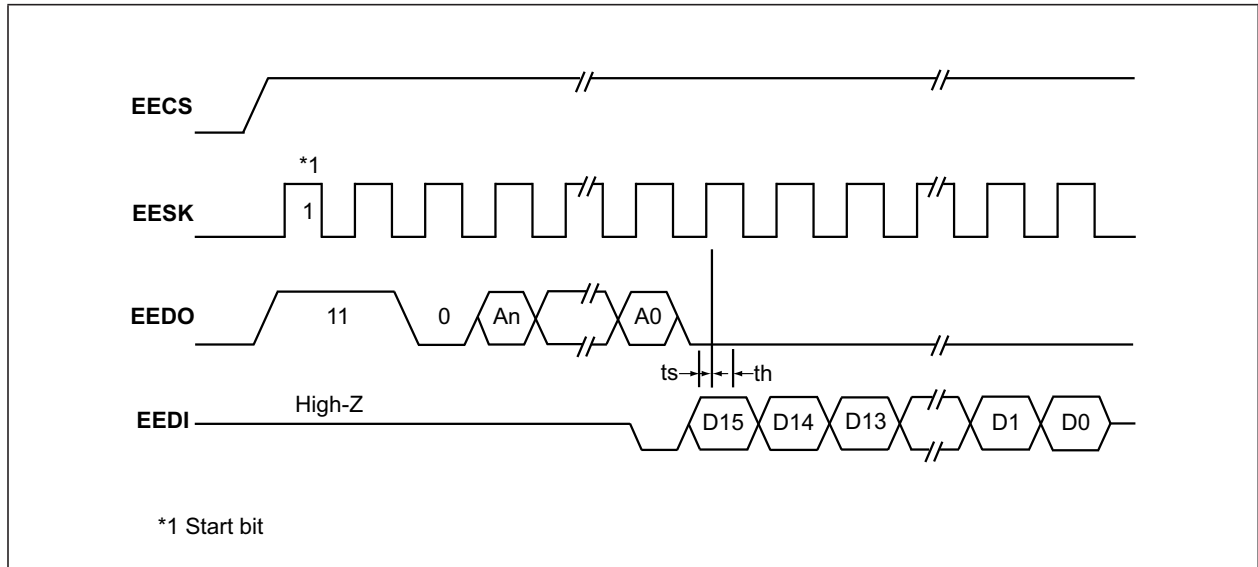 EECS
*1
EESK 1
EEDO 11 0 An A0
ts th
High-Z
EEDI D15 D14 D13 D1 D0
*1 Start bit